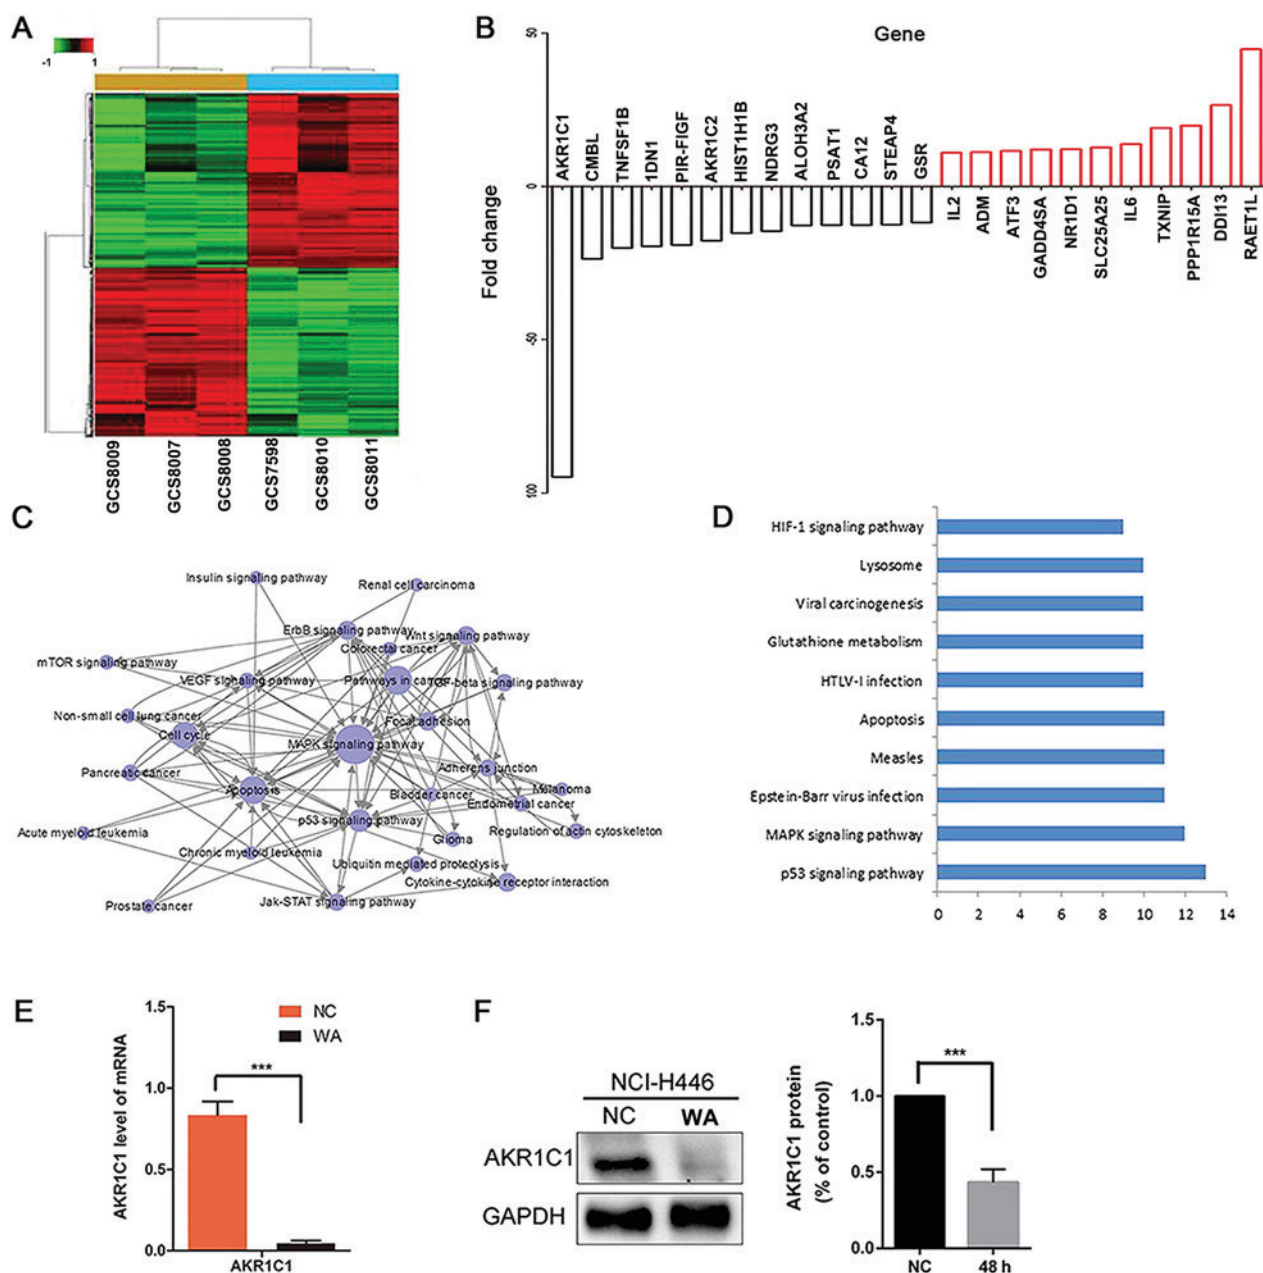 A
-1
1
GCS8009
GCS8007
GCS8008
GCS7598
GCS8010
GCS8011
B
Gene
Fold change
50
0
-50
100
AKR1C1
CMBL
TNFSF1B
1DN1
PIR-FIGF
AKR1C2
HIST1H1B
NDRG3
ALOH3A2
PSAT1
CA12
STEAP4
GSR
IL2
ADM
ATF3
GADD4SA
NR1D1
SLC25A25
IL6
TXNIP
PPP1R15A
DDI13
RAET1L
C
Insulin signaling pathway
Renal cell carcinoma
ErbB signaling pathway
Wnt signaling pathway
Colorectal cancer
mTOR signaling pathway
VEGF signaling pathway
Pathways in cancer
TGF-beta signaling pathway
Non-small cell lung cancer
Focal adhesion
Cell cycle
MAPK signaling pathway
Pancreatic cancer
Adherens junction
Apoptosis
Bladder cancer
Melanoma
Endometrial cancer
p53 signaling pathway
Acute myeloid leukemia
Glioma
Regulation of actin cytoskeleton
Chronic myeloid leukemia
Ubiquitin mediated proteolysis
Cytokine-cytokine receptor interaction
Prostate cancer
Jak-STAT signaling pathway
D
HIF-1 signaling pathway
Lysosome
Viral carcinogenesis
Glutathione metabolism
HTLV-I infection
Apoptosis
Measles
Epstein-Barr virus infection
MAPK signaling pathway
p53 signaling pathway
0 2 4 6 8 10 12 14
E
AKR1C1 level of mRNA
1.5
1.0
0.5
0.0
NC
WA
***
AKR1C1
F
NCI-H446
NC WA
AKR1C1
GAPDH
AKR1C1 protein
(% of control)
1.5
1.0
0.5
0.0
***
NC 48 h